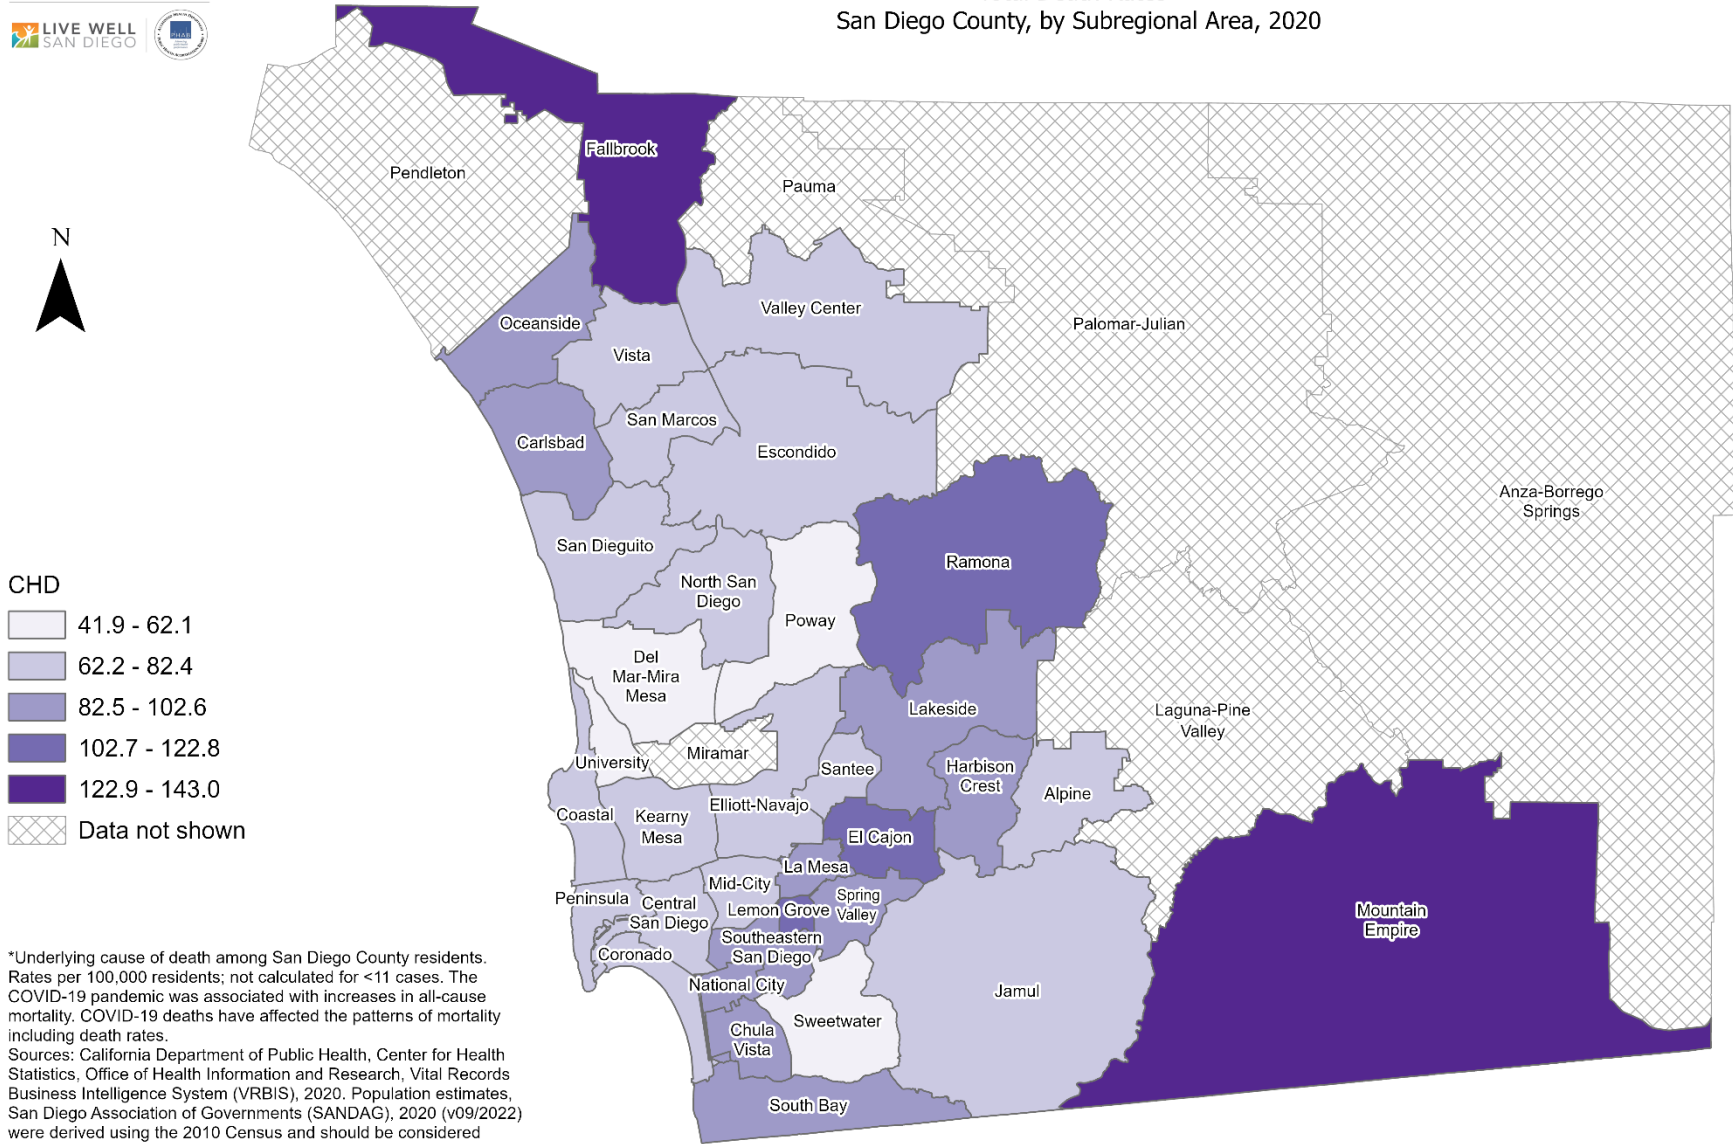 LIVE WELL
SAN DIEGO
PHAB
San Diego County, by Subregional Area, 2020
N
Fallbrook
Pendleton
Pauma
Valley Center
Oceanside
Palomar-Julian
Vista
San Marcos
Carlsbad
Escondido
Anza-Borrego
Springs
San Dieguito
Ramona
North San
Diego
Poway
Del
Mar-Mira
Mesa
Lakeside
Laguna-Pine
Valley
Miramar
University
Santee
Harbison
Crest
Alpine
Elliott-Navajo
Coastal
Kearny
Mesa
El Cajon
La Mesa
Mid-City
Peninsula
Central
San Diego
Lemon Grove
Spring
Valley
Mountain
Empire
Southeastern
San Diego
Coronado
National City
Jamul
Sweetwater
Chula
Vista
South Bay
CHD
41.9 - 62.1
62.2 - 82.4
82.5 - 102.6
102.7 - 122.8
122.9 - 143.0
Data not shown
*Underlying cause of death among San Diego County residents.
Rates per 100,000 residents; not calculated for <11 cases. The
COVID-19 pandemic was associated with increases in all-cause
mortality. COVID-19 deaths have affected the patterns of mortality
including death rates.
Sources: California Department of Public Health, Center for Health
Statistics, Office of Health Information and Research, Vital Records
Business Intelligence System (VRBIS), 2020. Population estimates,
San Diego Association of Governments (SANDAG), 2020 (v09/2022)
were derived using the 2010 Census and should be considered